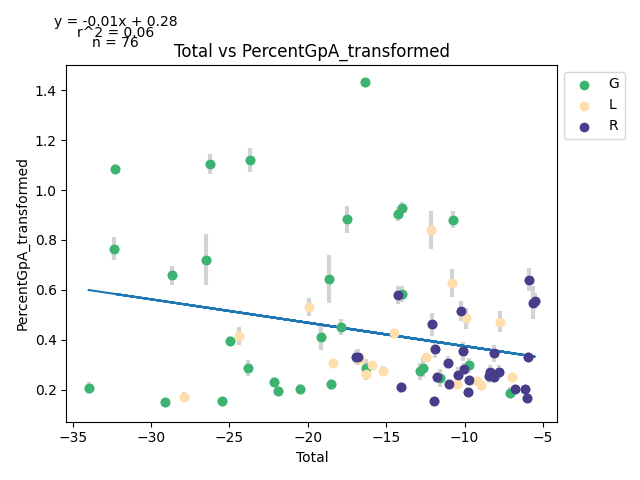 y = -0.01x + 0.28
r^2 = 0.06
n = 76
Total vs PercentGpA_transformed
G
L
R
PercentGpA_transformed
1.4
1.2
1.0
0.8
0.6
0.4
0.2
−35 −30 −25 −20 −15 −10 −5
Total